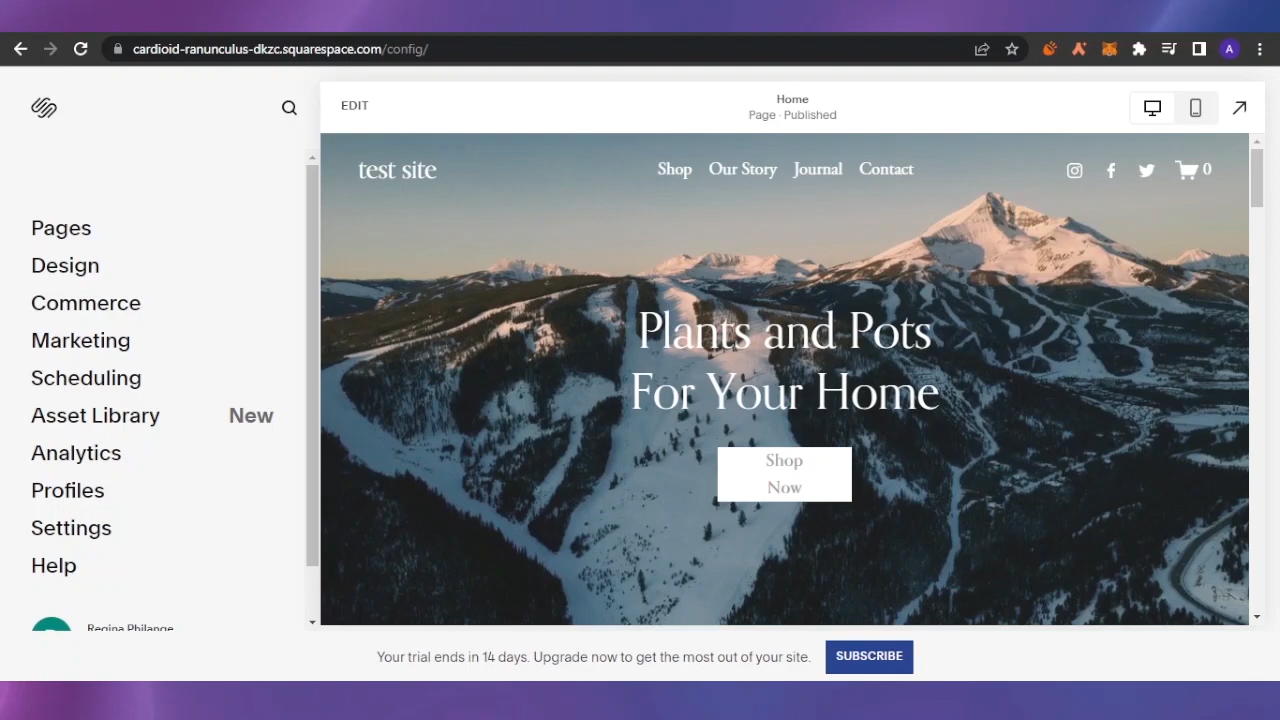 cardioid-ranunculus-dkzc.squarespace.com/config/
A
EDIT
Home
Page · Published
Pages
Design
Commerce
Marketing
Scheduling
Asset Library New
Analytics
Profiles
Settings
Help
Regina Philange
test site
Shop Our Story Journal Contact
0
Plants and Pots
For Your Home
Shop
Now
Your trial ends in 14 days. Upgrade now to get the most out of your site.
SUBSCRIBE